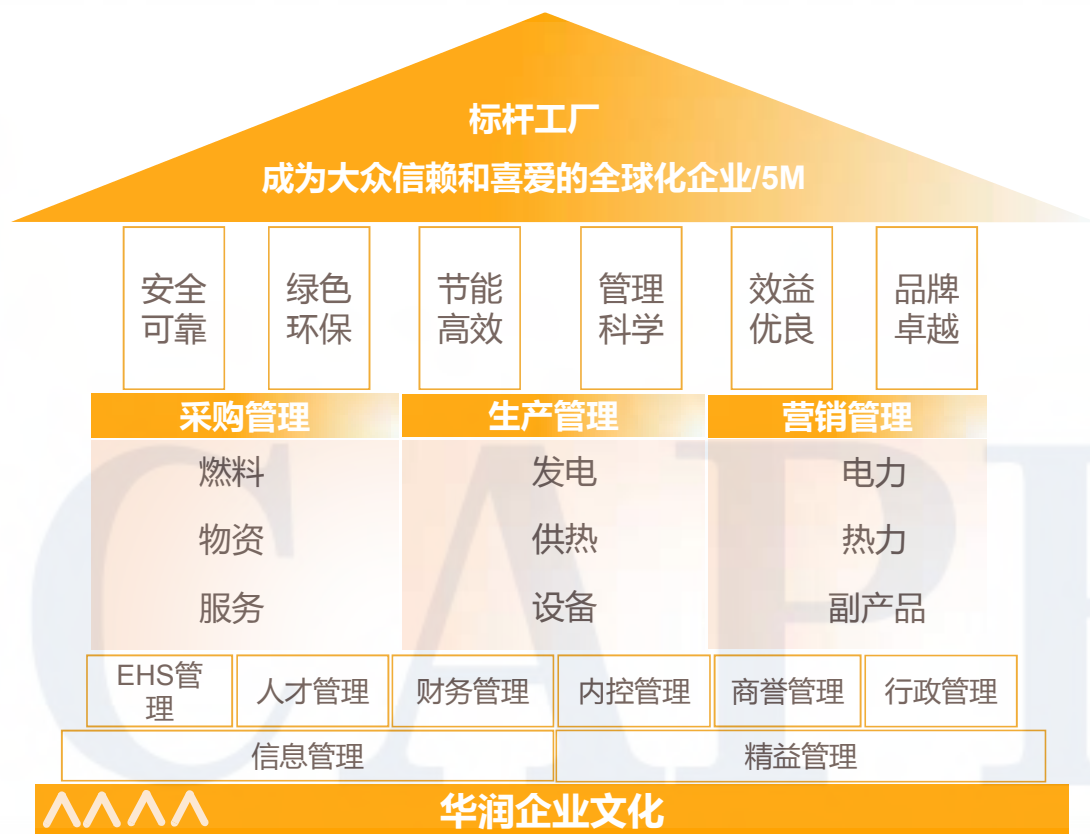 标杆工厂
成为大众信赖和喜爱的全球化企业/5M
安全
可靠
绿色
环保
节能
高效
管理
科学
效益
优良
品牌
卓越
采购管理
生产管理
营销管理
燃料
发电
电力
物资
供热
热力
服务
设备
副产品
EHS管
理
人才管理
财务管理
内控管理
商誉管理
行政管理
信息管理
精益管理
华润企业文化